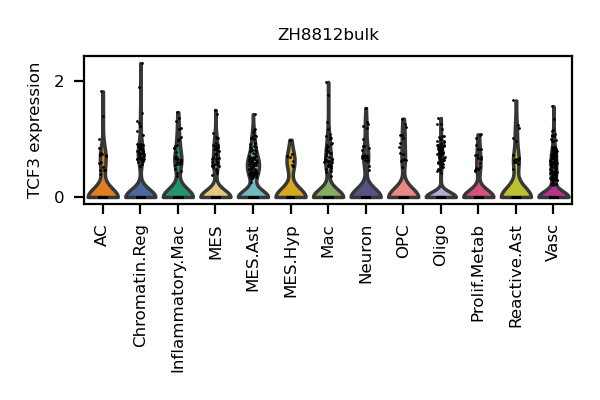 ZH8812bulk
TCF3 expression
2
0
AC
Chromatin.Reg
Inflammatory.Mac
MES
MES.Ast
MES.Hyp
Mac
Neuron
OPC
Oligo
Prolif.Metab
Reactive.Ast
Vasc